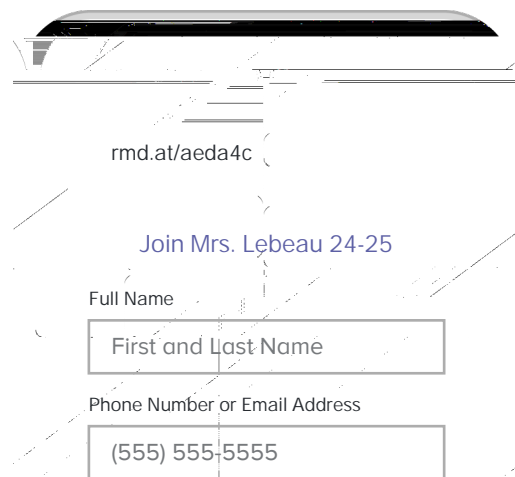 rmd.at/aeda4c
Join Mrs. Lebeau 24-25
Full Name
First and Last Name
Phone Number or Email Address
(555) 555-5555